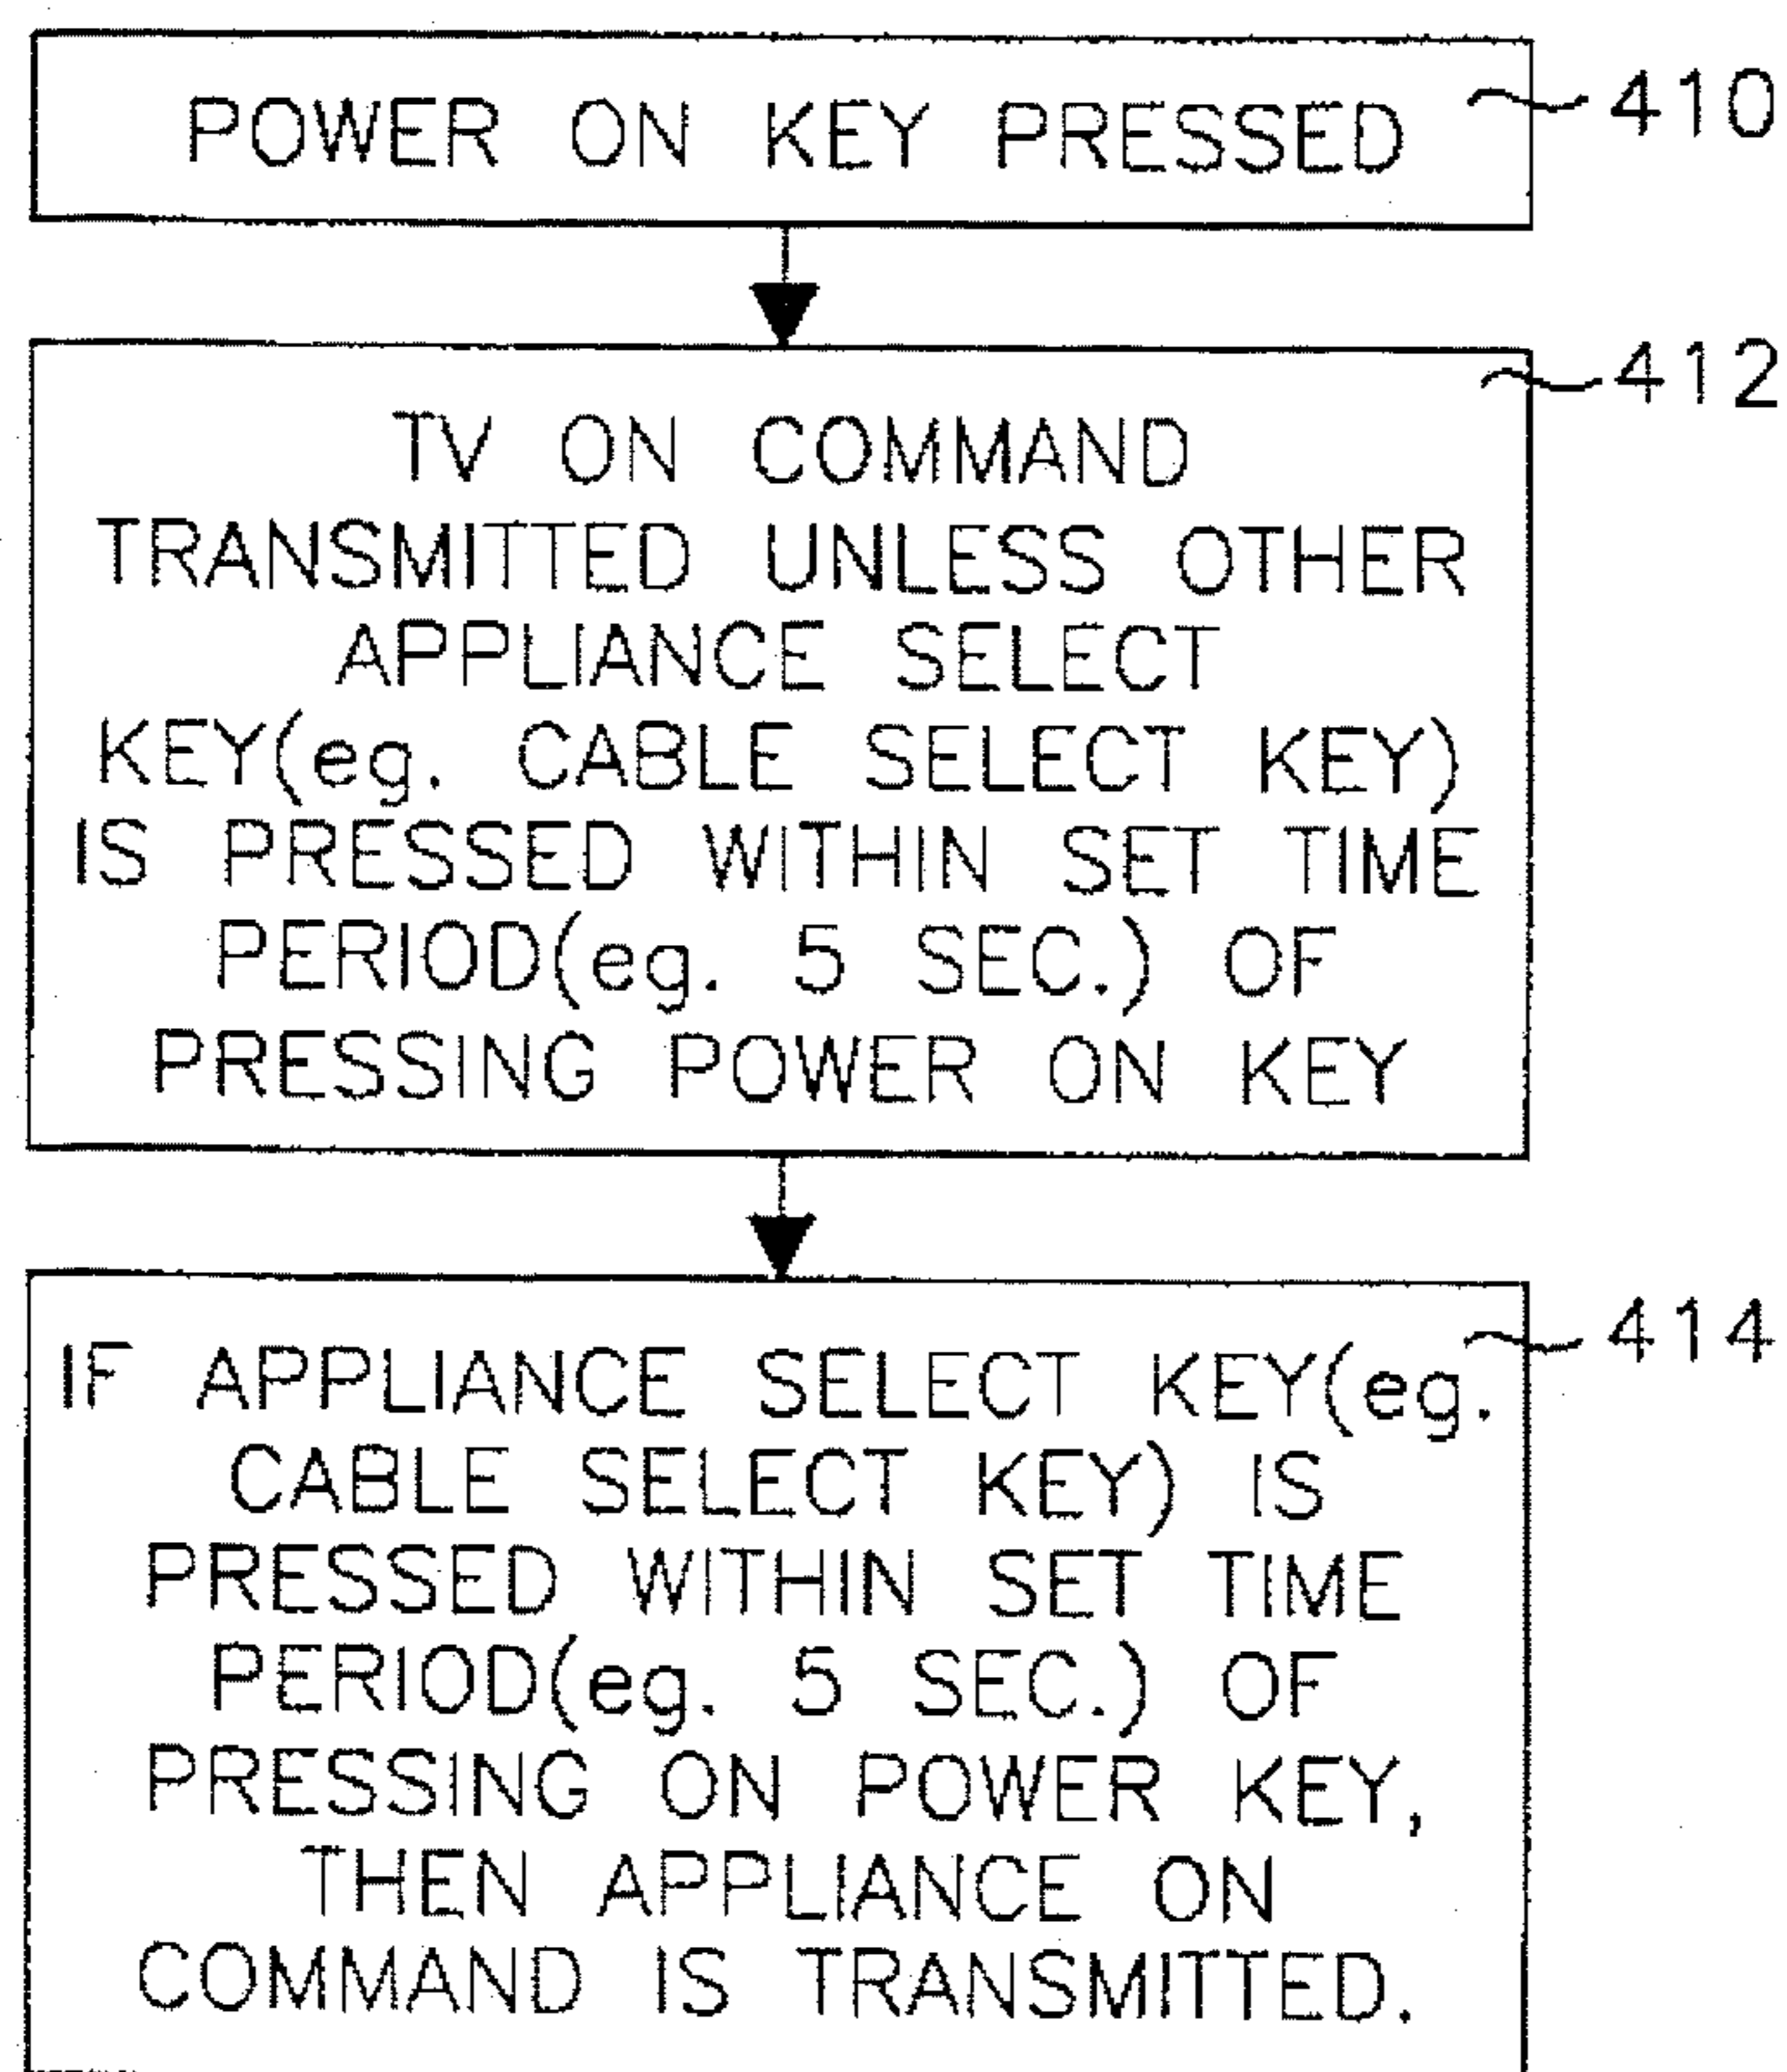 POWER ON KEY PRESSED
410
412
TV ON COMMAND
TRANSMITTED UNLESS OTHER
APPLIANCE SELECT
KEY(eg. CABLE SELECT KEY)
IS PRESSED WITHIN SET TIME
PERIOD(eg. 5 SEC.) OF
PRESSING POWER ON KEY
414
IF APPLIANCE SELECT KEY(eg.
CABLE SELECT KEY) IS
PRESSED WITHIN SET TIME
PERIOD(eg. 5 SEC.) OF
PRESSING ON POWER KEY,
THEN APPLIANCE ON
COMMAND IS TRANSMITTED.